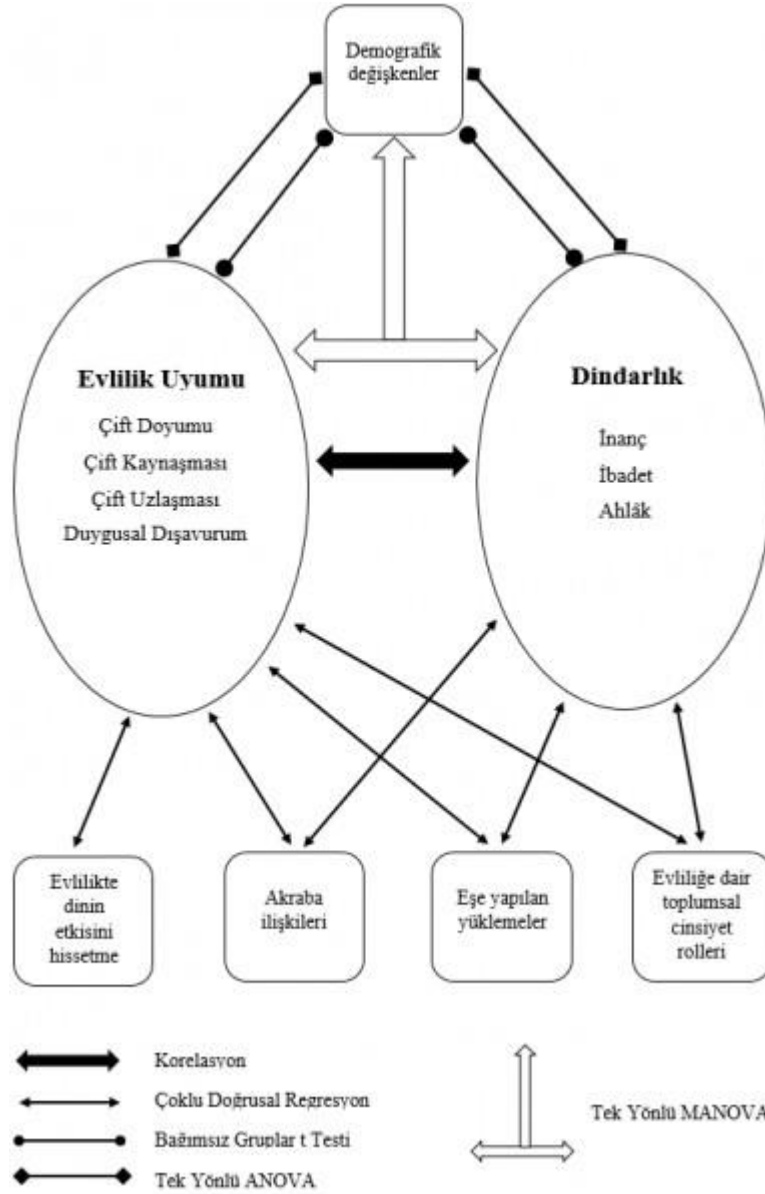 Demografik
değişkenler
Evlilik Uyumu
Çift Doyumu
Çift Kaynaşması
Çift Uzlaşması
Duygusal Dışavurum
Dindarlık
İnanç
İbadet
Ahlâk
Evlilikte
dinin
etkisini
hissetme
Akraba
ilişkileri
Eşe yapılan
yüklemeler
Evliliğe dair
toplumsal
cinsiyet
rolleri
Korelasyon
Çoklu Doğrusal Regresyon
Bağımsız Gruplar t Testi
Tek Yönlü ANOVA
Tek Yönlü MANOVA